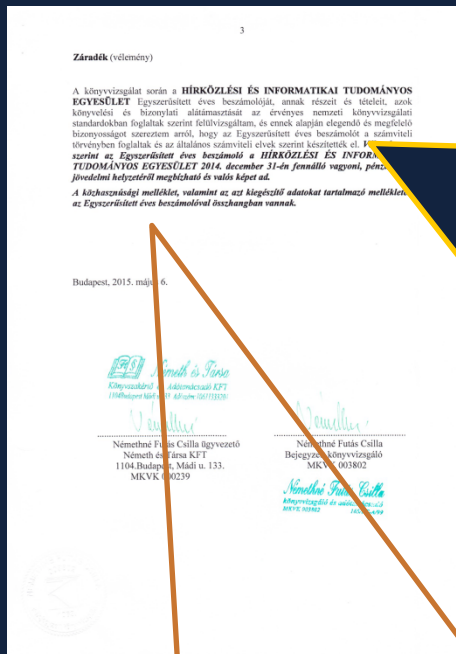 3
Záradék (vélemény)
A könyvvizsgálat során a HÍRKÖZLÉSI ÉS INFORMATIKAI TUDOMÁNYOS
EGYESÜLET Egyszerűsített éves beszámolóját, annak részeit és tételeit, azok
könyvelési és bizonylati alátámasztását az érvényes nemzeti könyvvizsgálati
standardokban foglaltak szerint felülvizsgáltam, és ennek alapján elegendő és megfelelő
bizonyosságot szereztem arról, hogy az Egyszerűsített éves beszámolót a számviteli
törvényben foglaltak és az általános számviteli elvek szerint készítették el.
szerint az Egyszerűsített éves beszámoló a HÍRKÖZLÉSI ÉS
TUDOMÁNYOS EGYESÜLET 2014. december 31-én fennálló vagyoni,
jövedelmi helyzetéről megbízható és valós képet ad.
A közhasznúsági melléklet, valamint az azt kiegészítő adatokat tartalmazó
az Egyszerűsített éves beszámolóval összhangban vannak.
Budapest, 2015. május 6.
Németh és Társa
Könyvszakértő és Adótanácsadó KFT
Némethné Futás Csilla ügyvezető
Németh és Társa KFT
1104.Budapest, Mádi u. 133.
MKVK 000239
Némethné Futás Csilla
Bejegyzett könyvvizsgáló
MKVK 003802
Némethné Futás Csilla
MKVK 003802